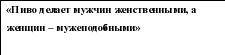 «Пиво делает мужчин женственными, а
женщин – мужеподобными»